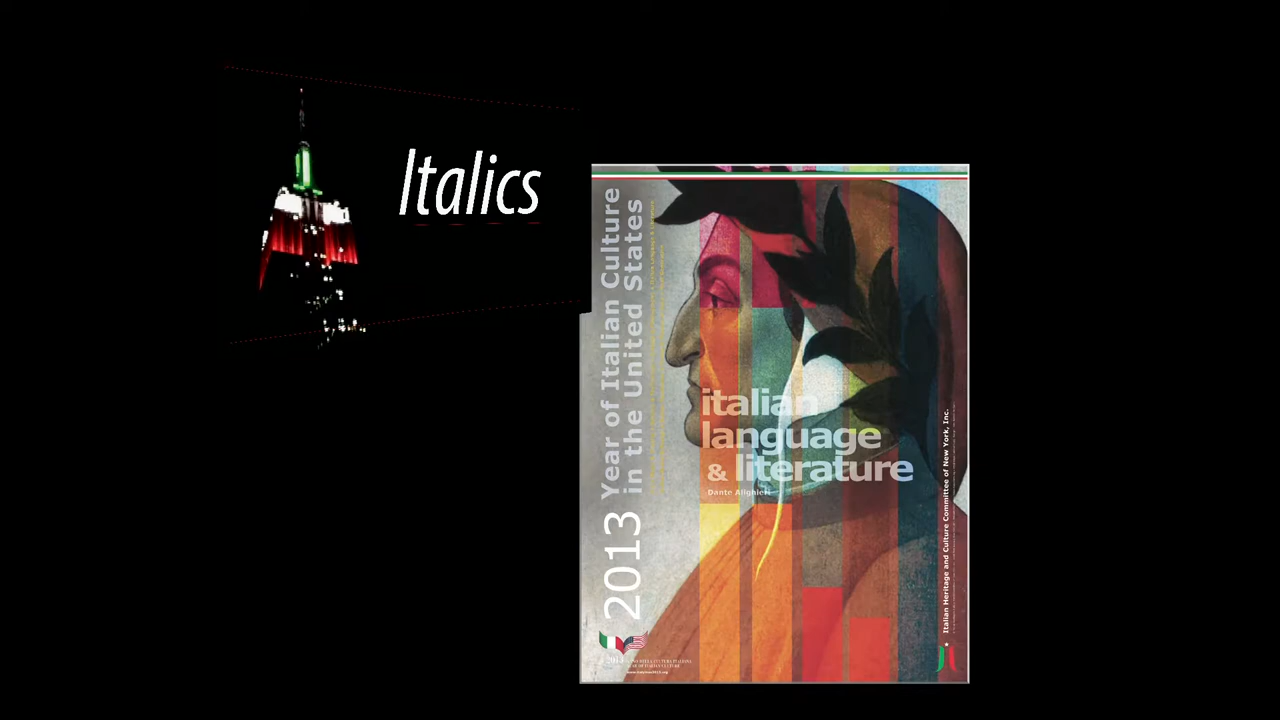 Italics
2013 Year of Italian Culture
in the United States
italian
language
& literature
Dante Alighieri
Italian Heritage and Culture Committee of New York, Inc.